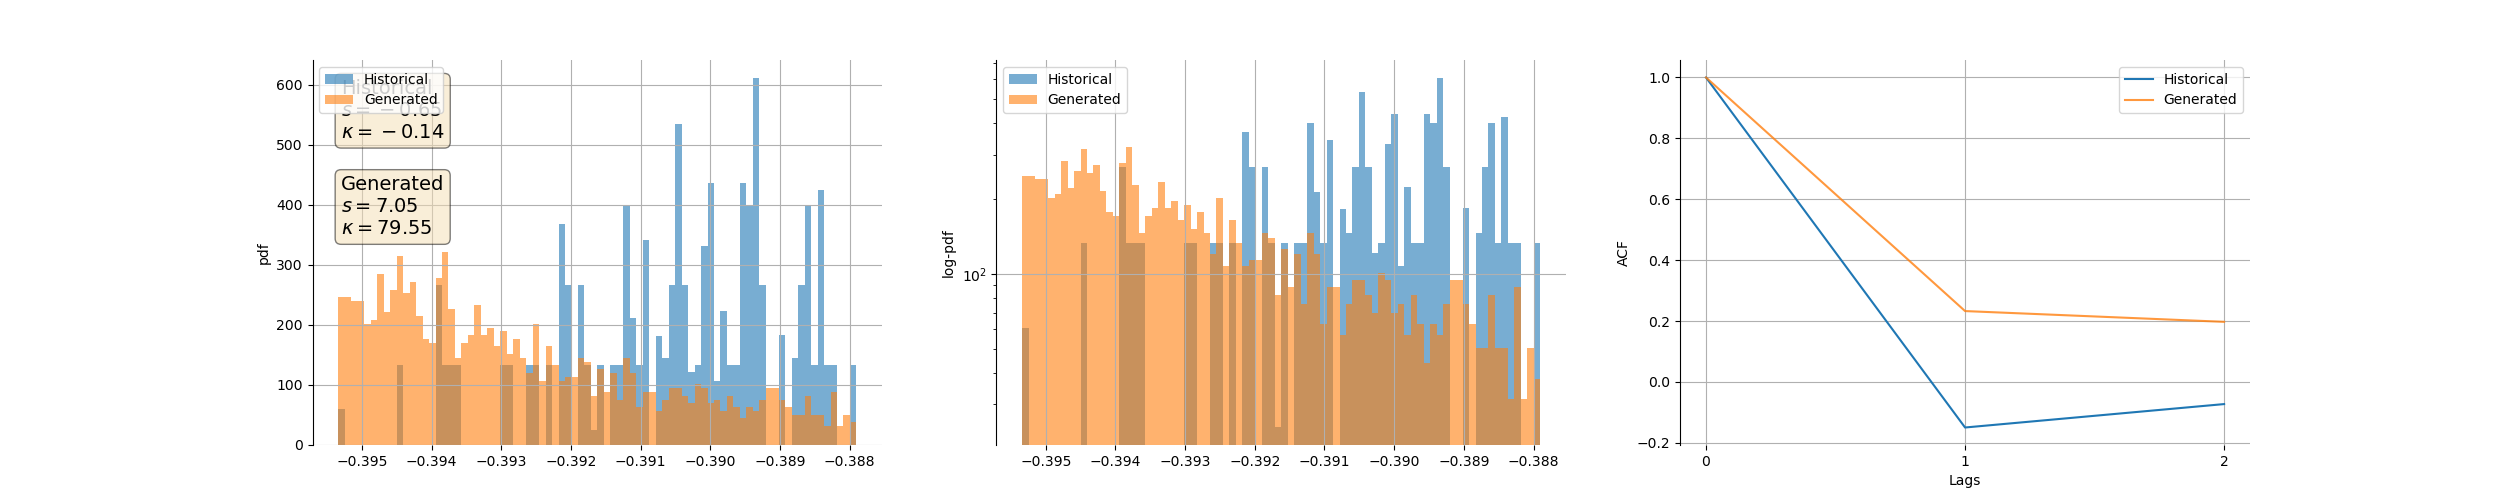 Historical
Generated
Historical
s = −0.65
κ = −0.14
Generated
s = 7.05
κ = 79.55
pdf
600
500
400
300
200
100
0
−0.395 −0.394 −0.393 −0.392 −0.391 −0.390 −0.389 −0.388
Historical
Generated
log-pdf
10²
−0.395 −0.394 −0.393 −0.392 −0.391 −0.390 −0.389 −0.388
Historical
Generated
ACF
1.0
0.8
0.6
0.4
0.2
0.0
−0.2
0 1 2
Lags